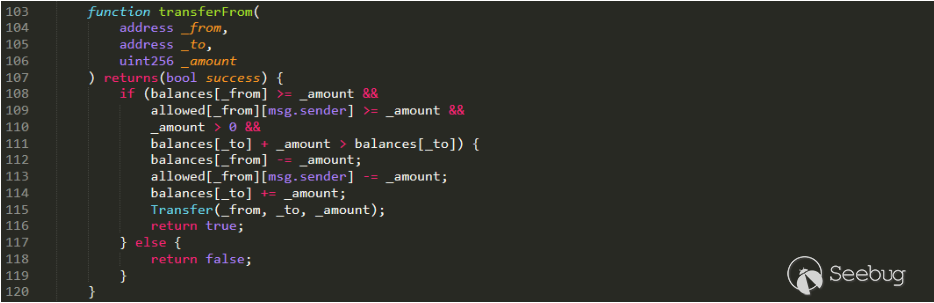 103 function transferFrom(
104 address _from,
105 address _to,
106 uint256 _amount
107 ) returns(bool success) {
108 if (balances[_from] >= _amount &&
109 allowed[_from][msg.sender] >= _amount &&
110 _amount > 0 &&
111 balances[_to] + _amount > balances[_to]) {
112 balances[_from] -= _amount;
113 allowed[_from][msg.sender] -= _amount;
114 balances[_to] += _amount;
115 Transfer(_from, _to, _amount);
116 return true;
117 } else {
118 return false;
119 }
120 }
Seebug